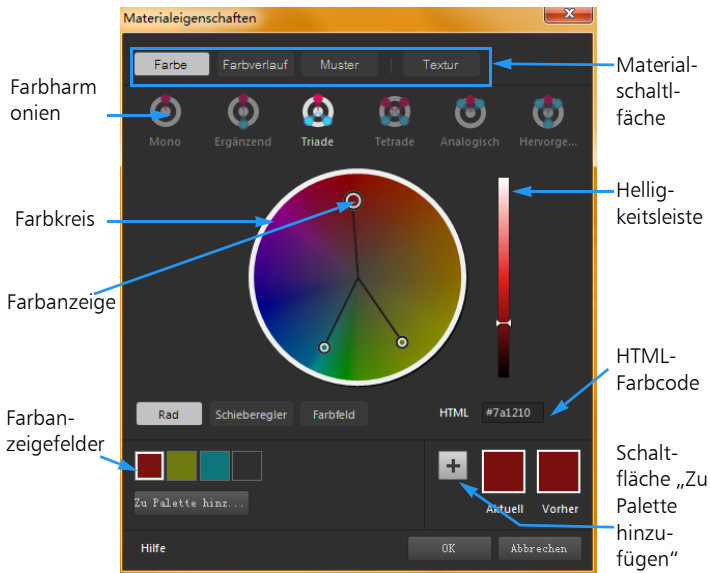 Materialeigenschaften
Farbe
Farbverlauf
Muster
Textur
Material-
schaltl-
fäche
Farbharm
onien
Mono
Ergänzend
Triade
Tetrade
Analogisch
Hervorge...
Farbkreis
Hellig-
keitsleiste
Farbanzeige
HTML-
Farbcode
Rad
Schieberegler
Farbfeld
HTML
#7a1210
Farban-
zeigefelder
Zu Palette hinz...
Aktuell
Vorher
Schalt-
fläche „Zu
Palette
hinzu-
fügen“
Hilfe
OK
Abbrechen